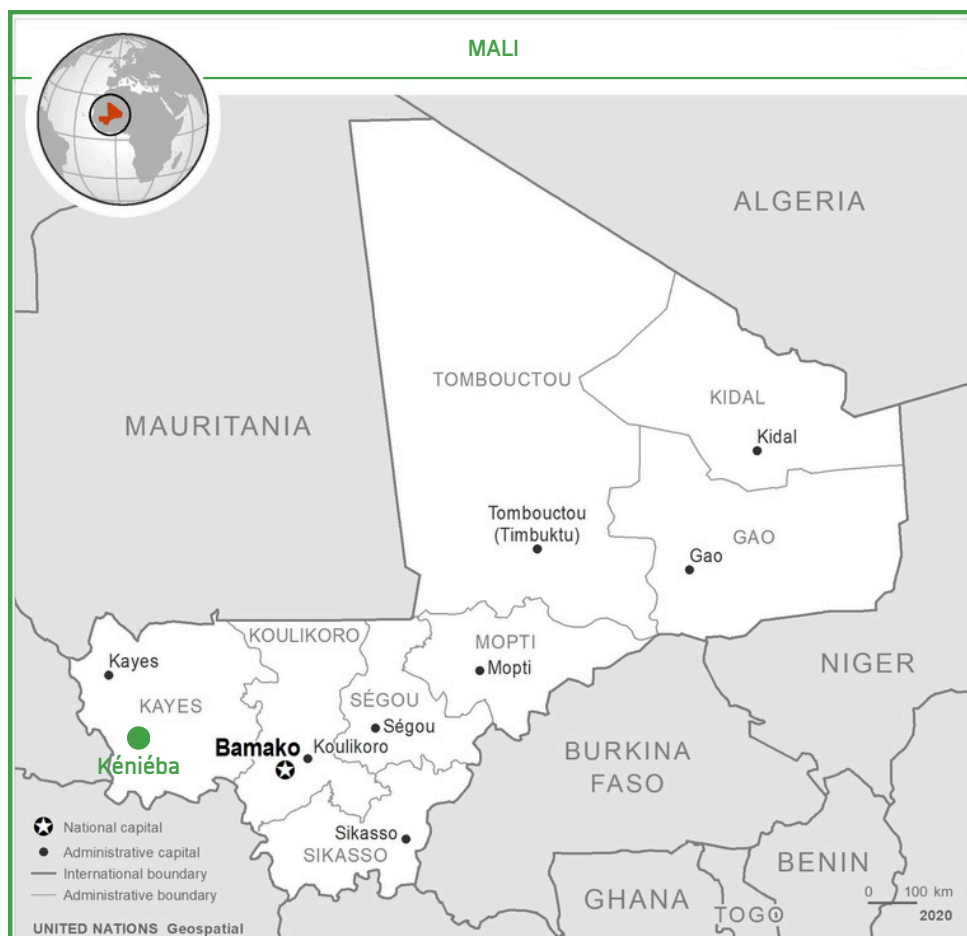 MALI
ALGERIA
TOMBOUCTOU
KIDAL
MAURITANIA
Kidal
Tombouctou
(Timbuktu)
GAO
Gao
KOULIKORO
MOPTI
Kayes
Mopti
NIGER
KAYES
SÉGOU
Ségou
Bamako
Koulikoro
Kéniéba
BURKINA
FASO
National capital
Sikasso
Administrative capital
SIKASSO
BENIN
International boundary
Administrative boundary
GHANA
0 100 km
TOGO
2020
UNITED NATIONS Geospatial